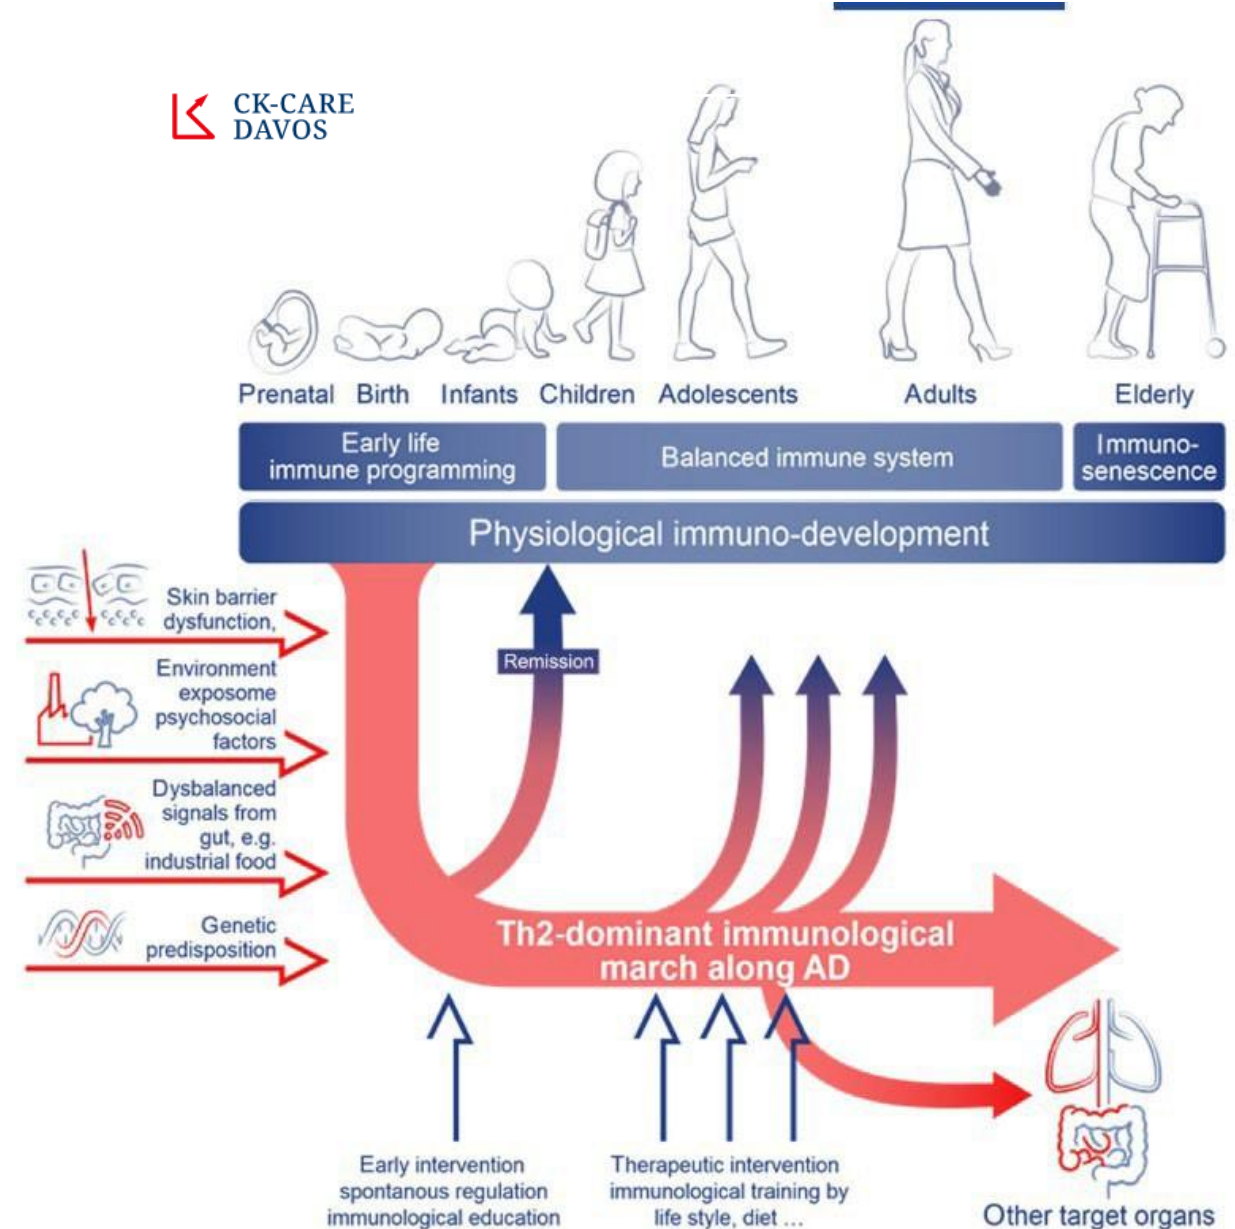 CK-CARE
DAVOS
Prenatal
Birth
Infants
Children
Adolescents
Adults
Elderly
Early life
immune programming
Balanced immune system
Immuno-
senescence
Physiological immuno-development
Skin barrier
dysfunction,
Environment
exposome
psychosocial
factors
Dysbalanced
signals from
gut, e.g.
industrial food
Genetic
predisposition
Remission
Th2-dominant immunological
march along AD
Early intervention
spontanous regulation
immunological education
Therapeutic intervention
immunological training by
life style, diet ...
Other target organs